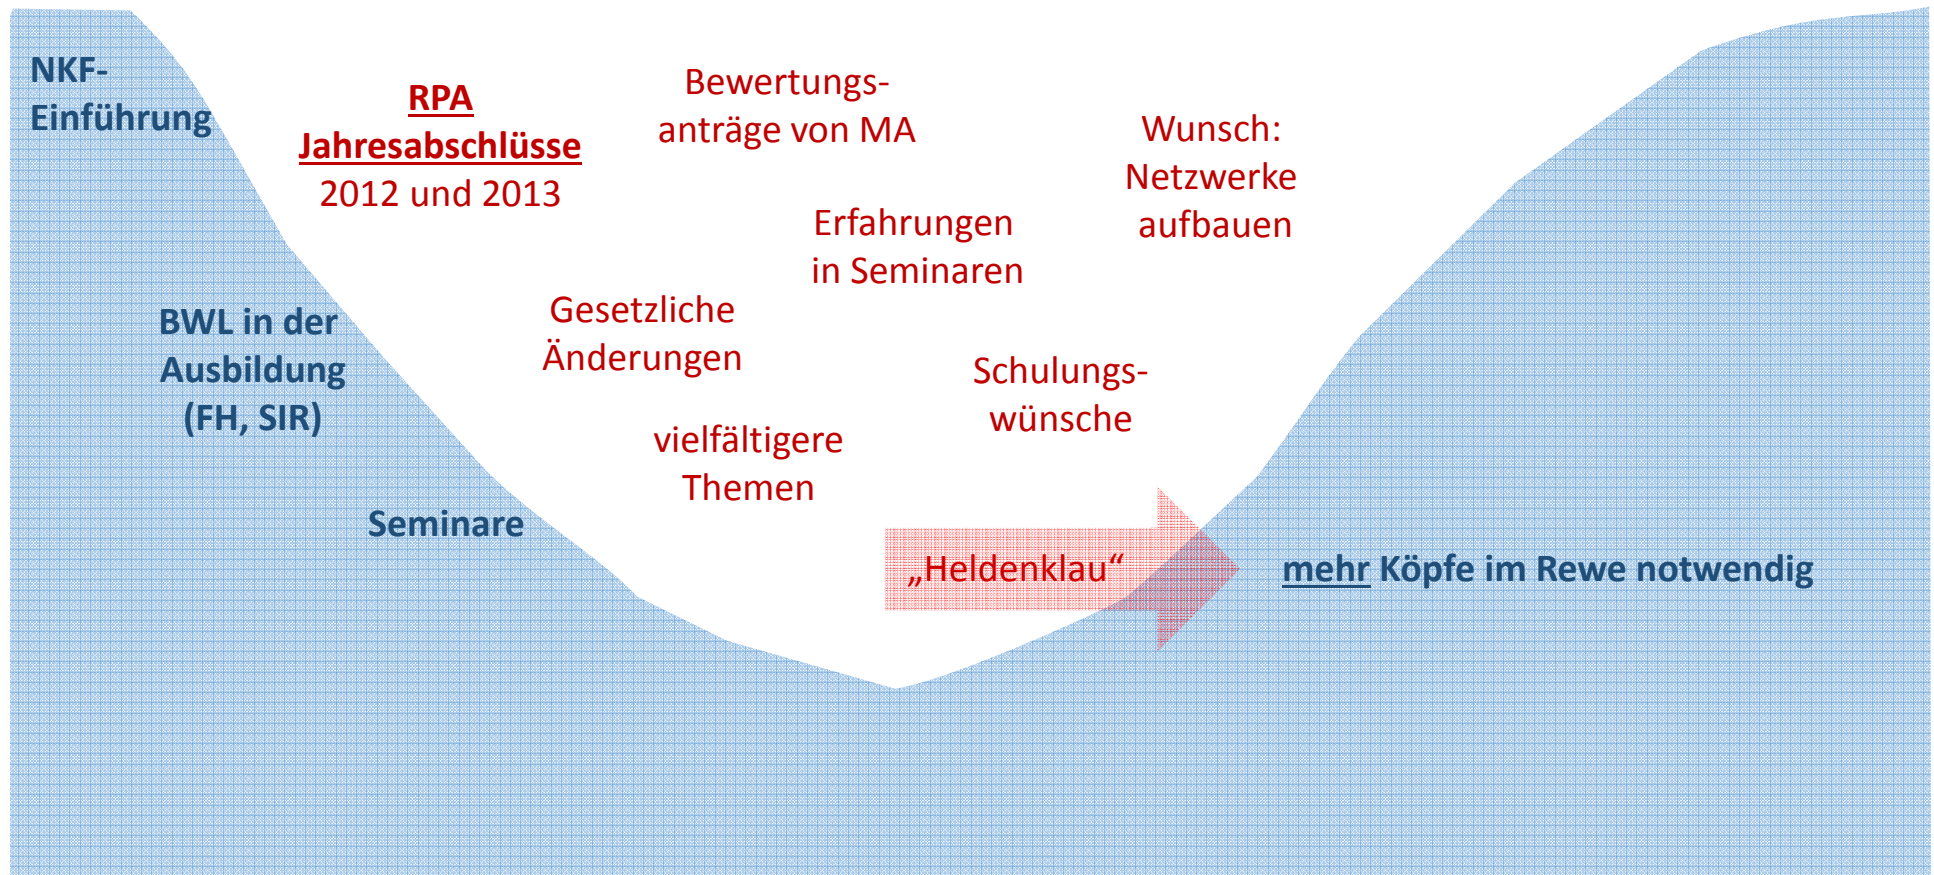 NKF-
Einführung
RPA
Jahresabschlüsse
2012 und 2013
Bewertungs-
anträge von MA
Wunsch:
Netzwerke
aufbauen
Erfahrungen
in Seminaren
Gesetzliche
Änderungen
BWL in der
Ausbildung
(FH, SIR)
Schulungs-
wünsche
vielfältigere
Themen
Seminare
„Heldenklau“
mehr Köpfe im Rewe notwendig